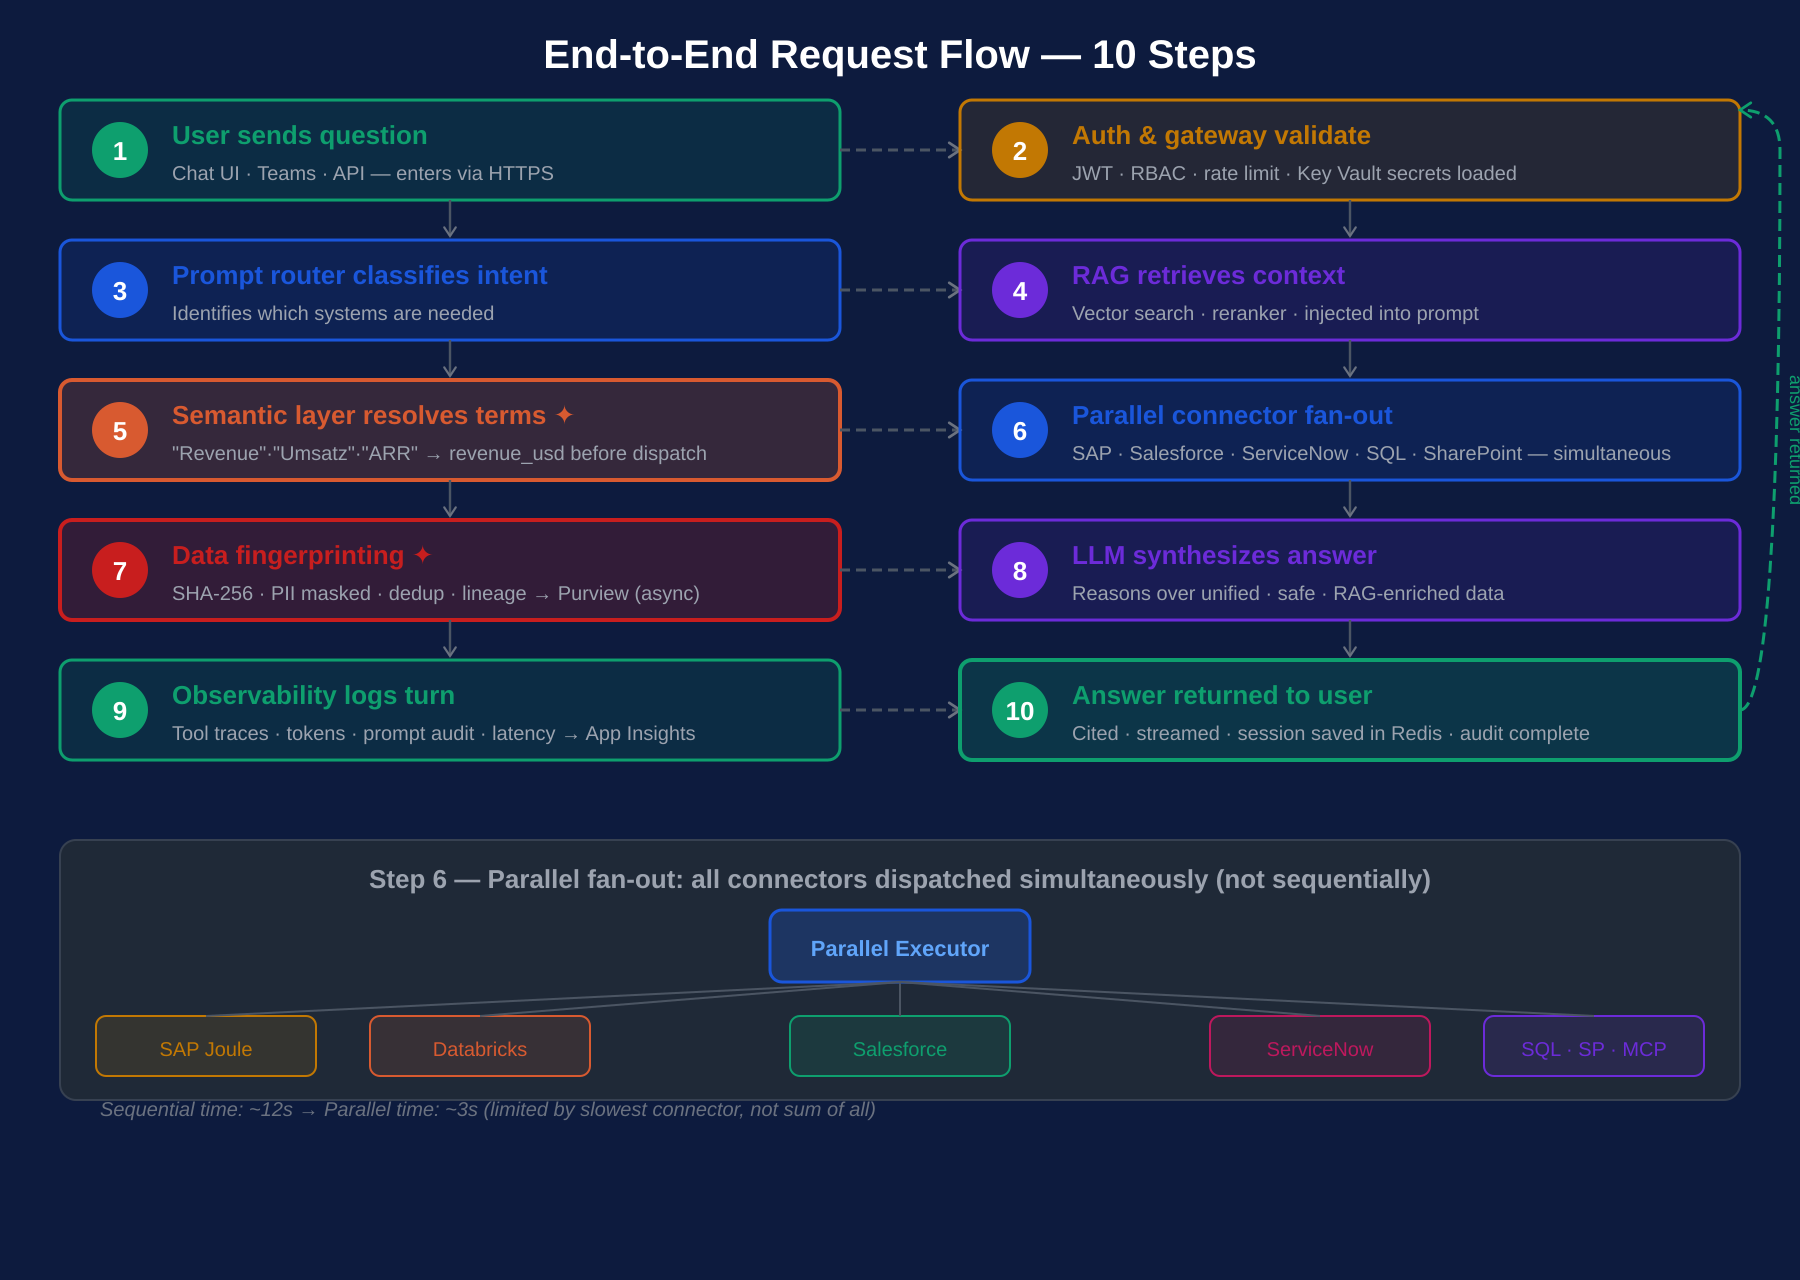 End-to-End Request Flow — 10 Steps
1
User sends question
Chat UI · Teams · API — enters via HTTPS
2
Auth & gateway validate
JWT · RBAC · rate limit · Key Vault secrets loaded
3
Prompt router classifies intent
Identifies which systems are needed
4
RAG retrieves context
Vector search · reranker · injected into prompt
5
Semantic layer resolves terms ✦
"Revenue"·"Umsatz"·"ARR" → revenue_usd before dispatch
6
Parallel connector fan-out
SAP · Salesforce · ServiceNow · SQL · SharePoint — simultaneous
7
Data fingerprinting ✦
SHA-256 · PII masked · dedup · lineage → Purview (async)
8
LLM synthesizes answer
Reasons over unified · safe · RAG-enriched data
9
Observability logs turn
Tool traces · tokens · prompt audit · latency → App Insights
10
Answer returned to user
Cited · streamed · session saved in Redis · audit complete
answer returned
Step 6 — Parallel fan-out: all connectors dispatched simultaneously (not sequentially)
Parallel Executor
SAP Joule
Databricks
Salesforce
ServiceNow
SQL · SP · MCP
Sequential time: ~12s → Parallel time: ~3s (limited by slowest connector, not sum of all)